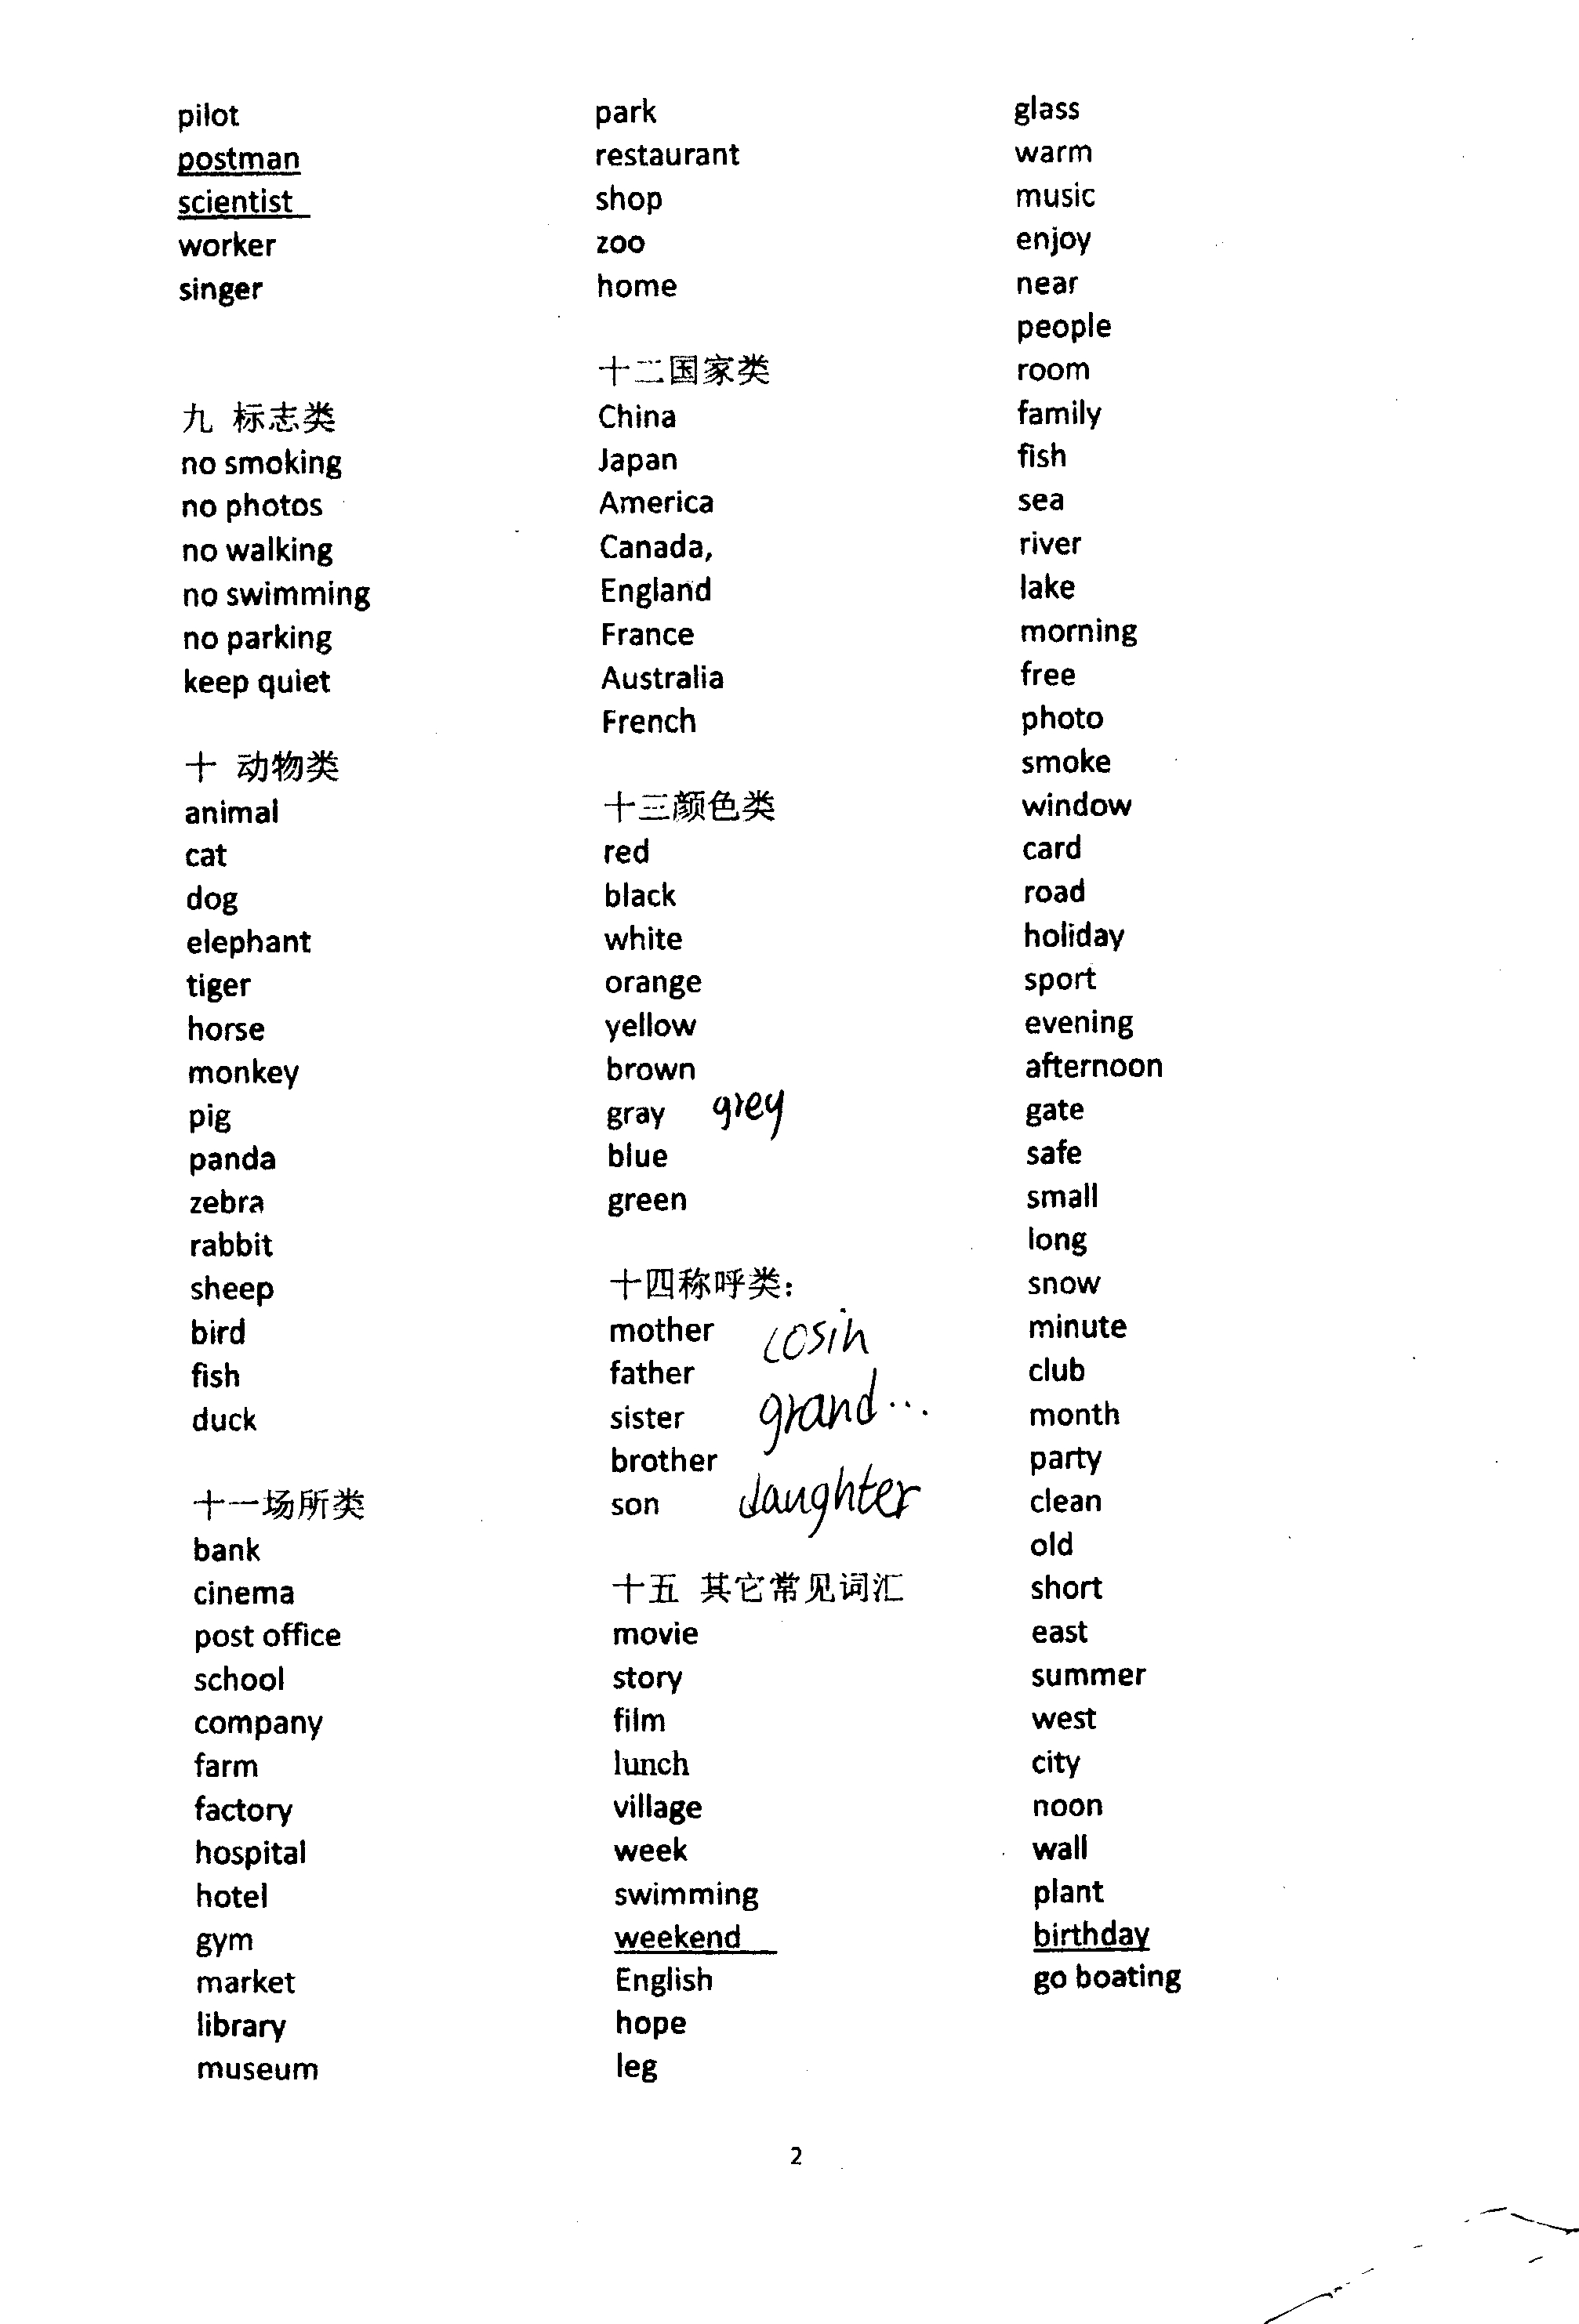 pilot
postman
scientist
worker
singer
九 标志类
no smoking
no photos
no walking
no swimming
no parking
keep quiet
十 动物类
animal
cat
dog
elephant
tiger
horse
monkey
pig
panda
zebra
rabbit
sheep
bird
fish
duck
十一场所类
bank
cinema
post office
school
company
farm
factory
hospital
hotel
gym
market
library
museum
park
restaurant
shop
zoo
home
十二国家类
China
Japan
America
Canada,
England
France
Australia
French
十三颜色类
red
black
white
orange
yellow
brown
gray grey
blue
green
十四称呼类：
mother cosin
father
sister grand...
brother
son daughter
十五 其它常见词汇
movie
story
film
lunch
village
week
swimming
weekend
English
hope
leg
glass
warm
music
enjoy
near
people
room
family
fish
sea
river
lake
morning
free
photo
smoke
window
card
road
holiday
sport
evening
afternoon
gate
safe
small
long
snow
minute
club
month
party
clean
old
short
east
summer
west
city
noon
wall
plant
birthday
go boating
2